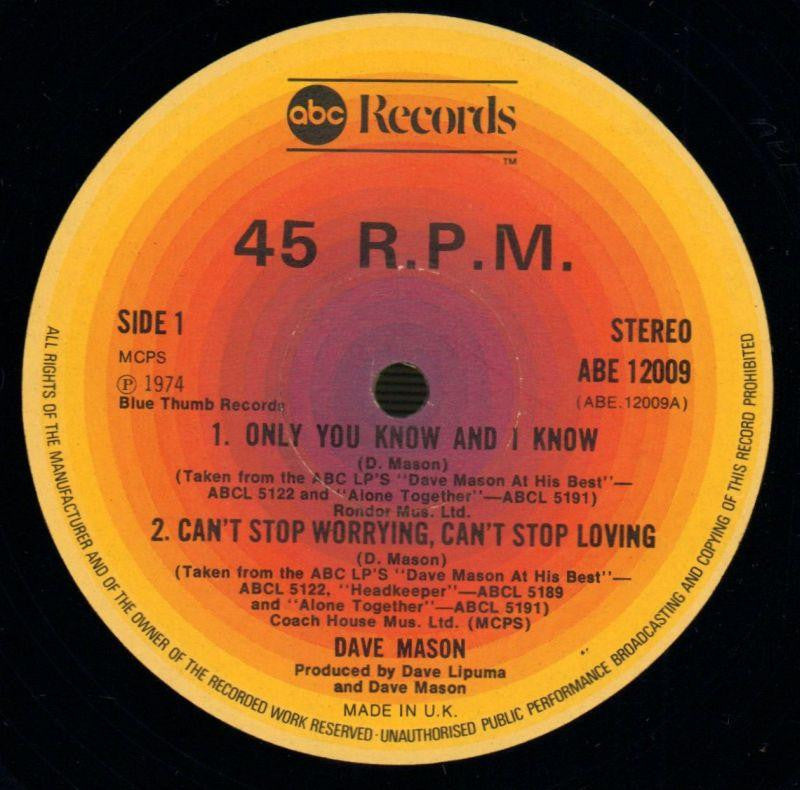 abc Records
TM
45 R.P.M.
SIDE 1
MCPS
Ⓟ 1974
Blue Thumb Records
STEREO
ABE 12009
(ABE.12009A)
1. ONLY YOU KNOW AND I KNOW
(D. Mason)
(Taken from the ABC LP'S "Dave Mason At His Best"—
ABCL 5122 and "Alone Together"—ABCL 5191)
Rondor Mus. Ltd.
2. CAN'T STOP WORRYING, CAN'T STOP LOVING
(D. Mason)
(Taken from the ABC LP'S "Dave Mason At His Best"—
ABCL 5122, "Headkeeper"—ABCL 5189
and "Alone Together"—ABCL 5191)
Coach House Mus. Ltd. (MCPS)
DAVE MASON
Produced by Dave Lipuma
and Dave Mason
MADE IN U.K.
ALL RIGHTS OF THE MANUFACTURER AND OF THE OWNER OF THE RECORDED WORK RESERVED · UNAUTHORISED PUBLIC PERFORMANCE BROADCASTING AND COPYING OF THIS RECORD PROHIBITED